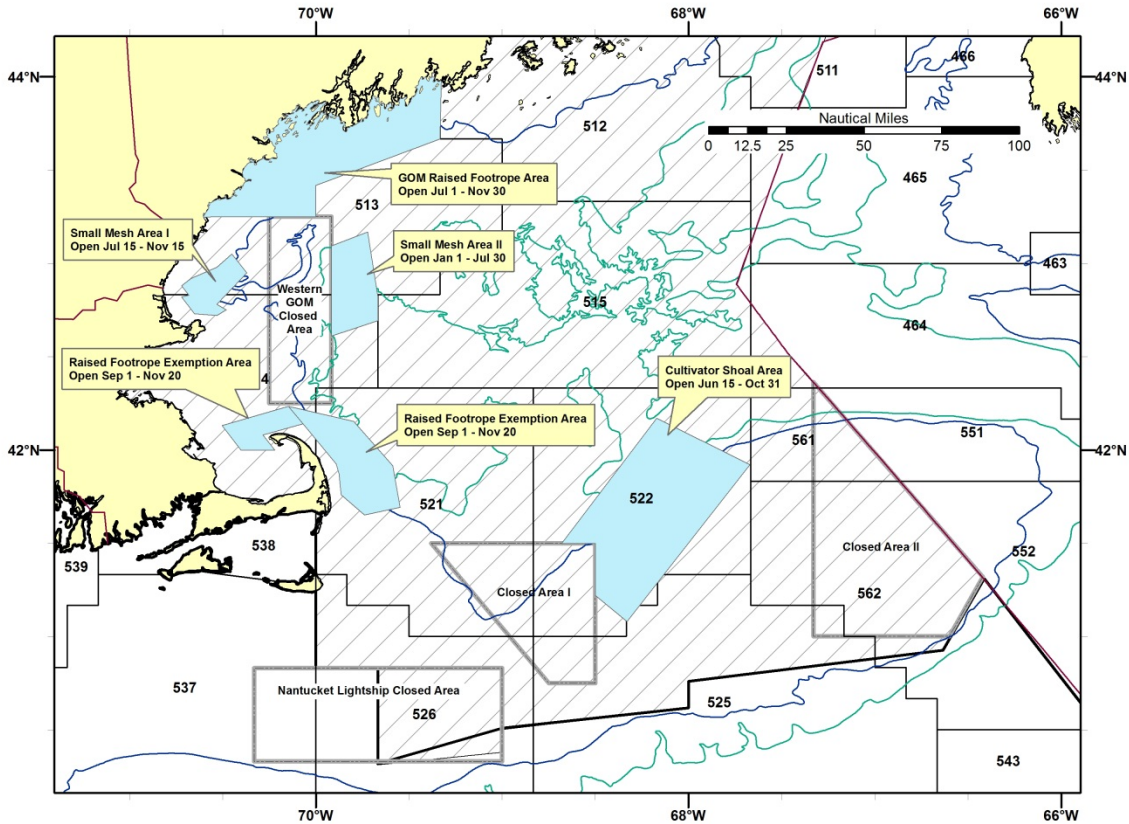 70°W
68°W
66°W
44°N
44°N
466
511
Nautical Miles
0
12.5
25
50
75
100
512
GOM Raised Footrope Area
Open Jul 1 - Nov 30
465
513
Small Mesh Area I
Open Jul 15 - Nov 15
Small Mesh Area II
Open Jan 1 - Jul 30
463
Western
GOM
Closed
Area
515
464
Raised Footrope Exemption Area
Open Sep 1 - Nov 20
4
Cultivator Shoal Area
Open Jun 15 - Oct 31
Raised Footrope Exemption Area
Open Sep 1 - Nov 20
42°N
561
551
42°N
521
522
538
539
Closed Area II
552
Closed Area I
562
537
Nantucket Lightship Closed Area
526
525
543
70°W
68°W
66°W